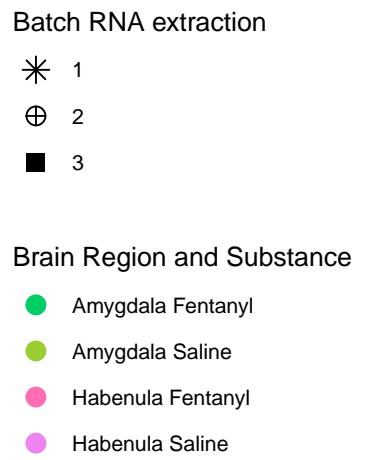 Batch RNA extraction
1
2
3
Brain Region and Substance
Amygdala Fentanyl
Amygdala Saline
Habenula Fentanyl
Habenula Saline